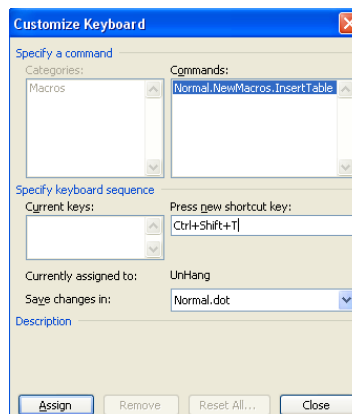 Customize Keyboard
Specify a command
Categories: Commands:
Macros Normal.NewMacros.InsertTable
Specify keyboard sequence
Current keys: Press new shortcut key:
Ctrl+Shift+T
Currently assigned to: UnHang
Save changes in: Normal.dot
Description
Assign Remove Reset All... Close